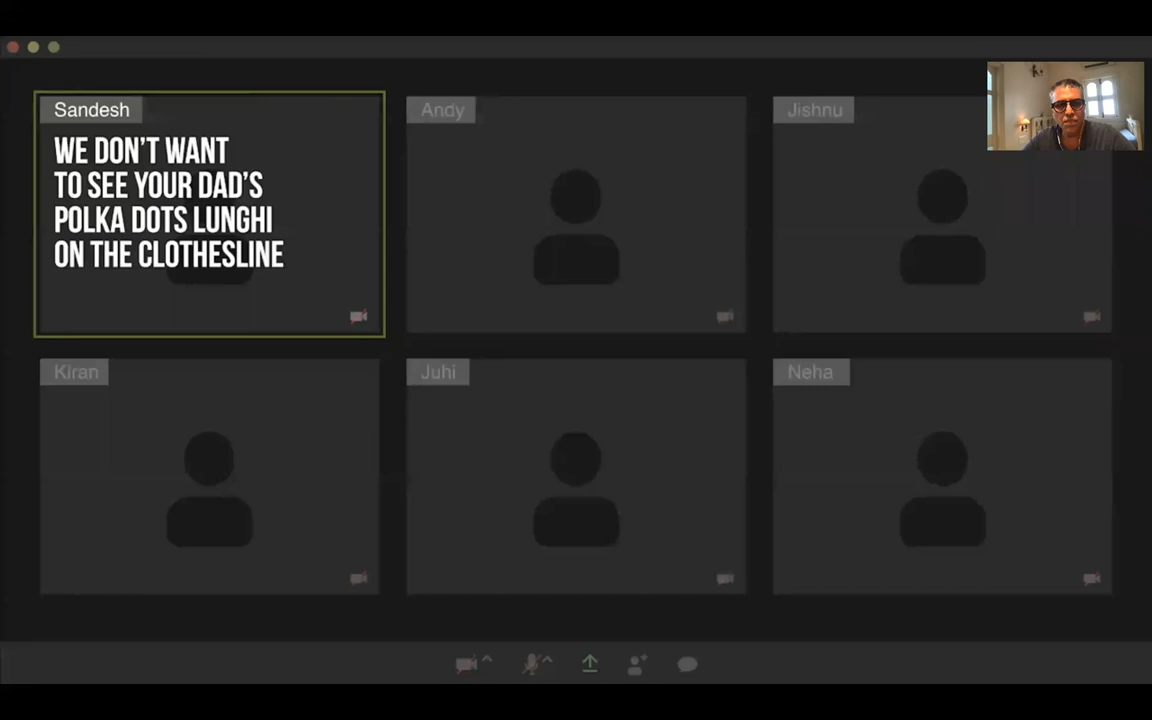 Sandesh
WE DON'T WANT
TO SEE YOUR DAD'S
POLKA DOTS LUNGHI
ON THE CLOTHESLINE
Andy
Jishnu
Kiran
Juhi
Neha